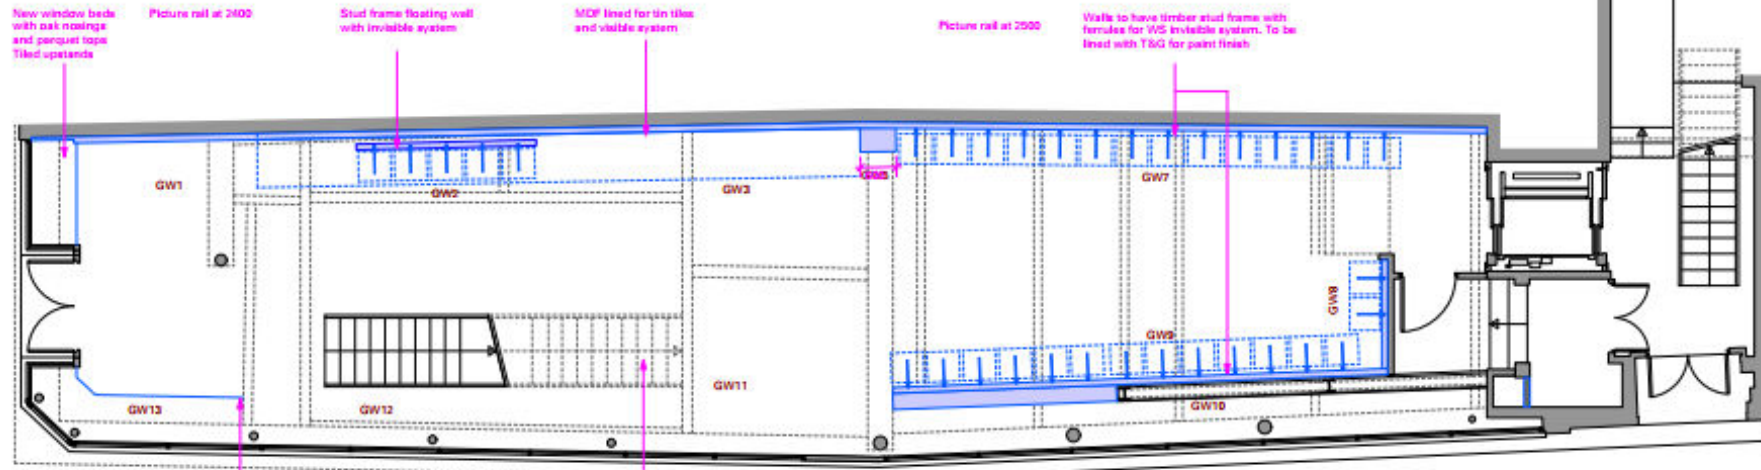 New window beds
with oak nosings
and parquet tops
Tiled upstands
Picture rail at 2400
Stud frame floating wall
with invisible system
MDF lined for tin tiles
and visible system
Picture rail at 2500
Walls to have timber stud frame with
ferrules for WS invisible system. To be
lined with T&G for paint finish
GW1
GW2
GW3
GW7
GW8
GW9
GW10
GW11
GW12
GW13